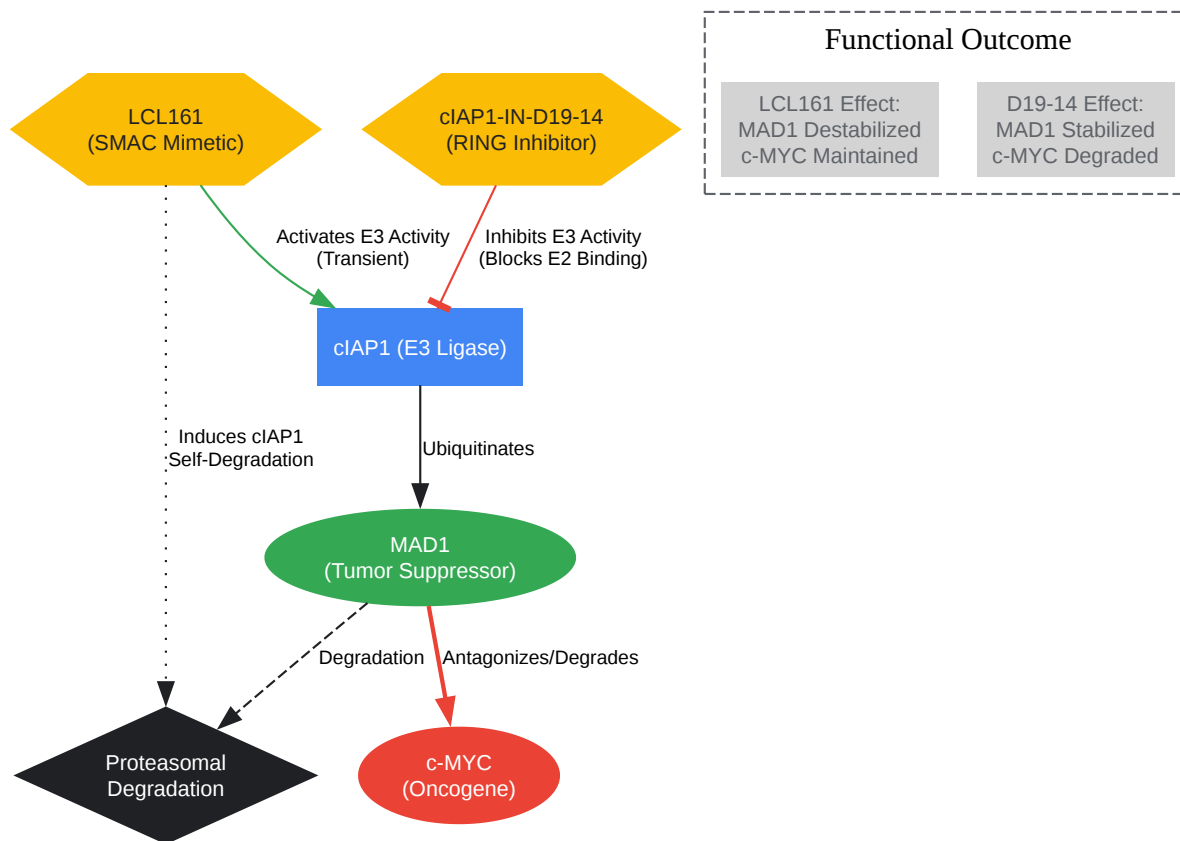 Functional Outcome
LCL161 Effect:
MAD1 Destabilized
c-MYC Maintained
D19-14 Effect:
MAD1 Stabilized
c-MYC Degraded
LCL161
(SMAC Mimetic)
cIAP1-IN-D19-14
(RING Inhibitor)
Activates E3 Activity
(Transient)
Inhibits E3 Activity
(Blocks E2 Binding)
cIAP1 (E3 Ligase)
Induces cIAP1
Self-Degradation
Ubiquitinates
MAD1
(Tumor Suppressor)
Degradation
Antagonizes/Degrades
Proteasomal
Degradation
c-MYC
(Oncogene)